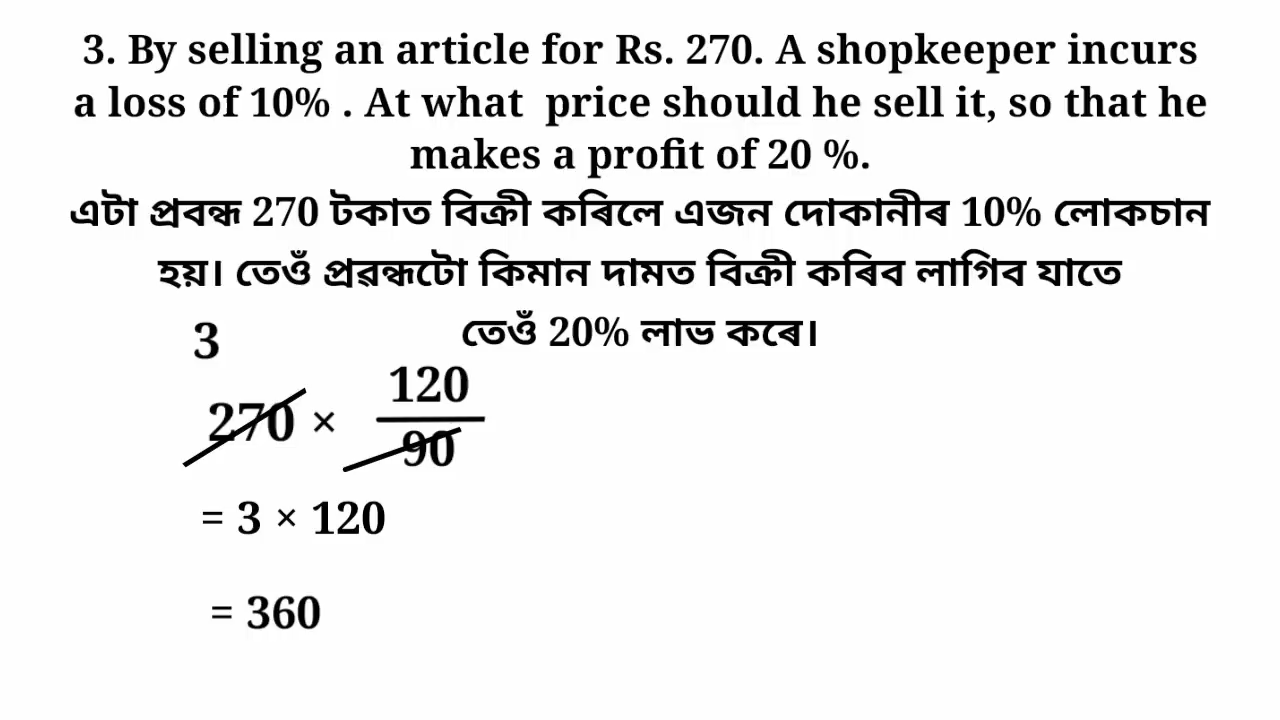 3. By selling an article for Rs. 270. A shopkeeper incurs
a loss of 10% . At what price should he sell it, so that he
makes a profit of 20 %.
এটা প্ৰবন্ধ 270 টকাত বিক্ৰী কৰিলে এজন দোকানীৰ 10% লোকচান
হয়। তেওঁ প্ৰৱন্ধটো কিমান দামত বিক্ৰী কৰিব লাগিব যাতে
তেওঁ 20% লাভ কৰে।
3
120
270 ×
90
= 3 × 120
= 360